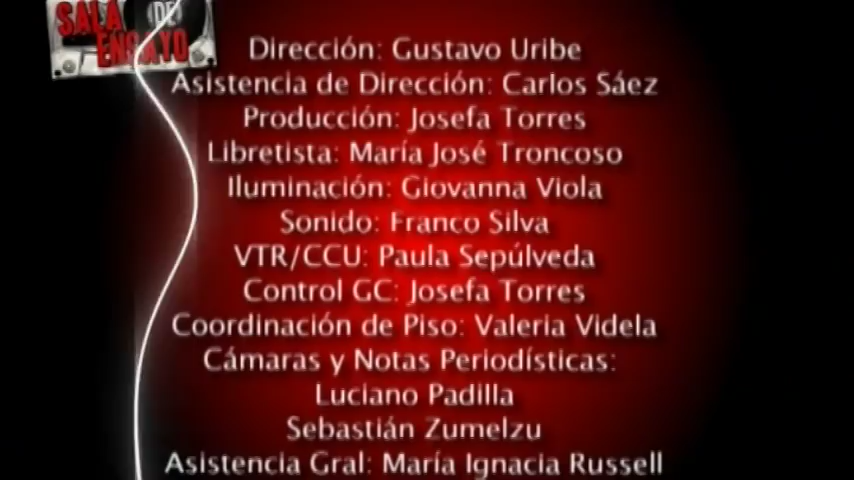 SALA
DE
ENSAYO
Dirección: Gustavo Uribe
Asistencia de Dirección: Carlos Sáez
Producción: Josefa Torres
Libretista: María José Troncoso
Iluminación: Giovanna Viola
Sonido: Franco Silva
VTR/CCU: Paula Sepúlveda
Control GC: Josefa Torres
Coordinación de Piso: Valeria Videla
Cámaras y Notas Periodísticas:
Luciano Padilla
Sebastián Zumelzu
Asistencia Gral: María Ignacia Russell